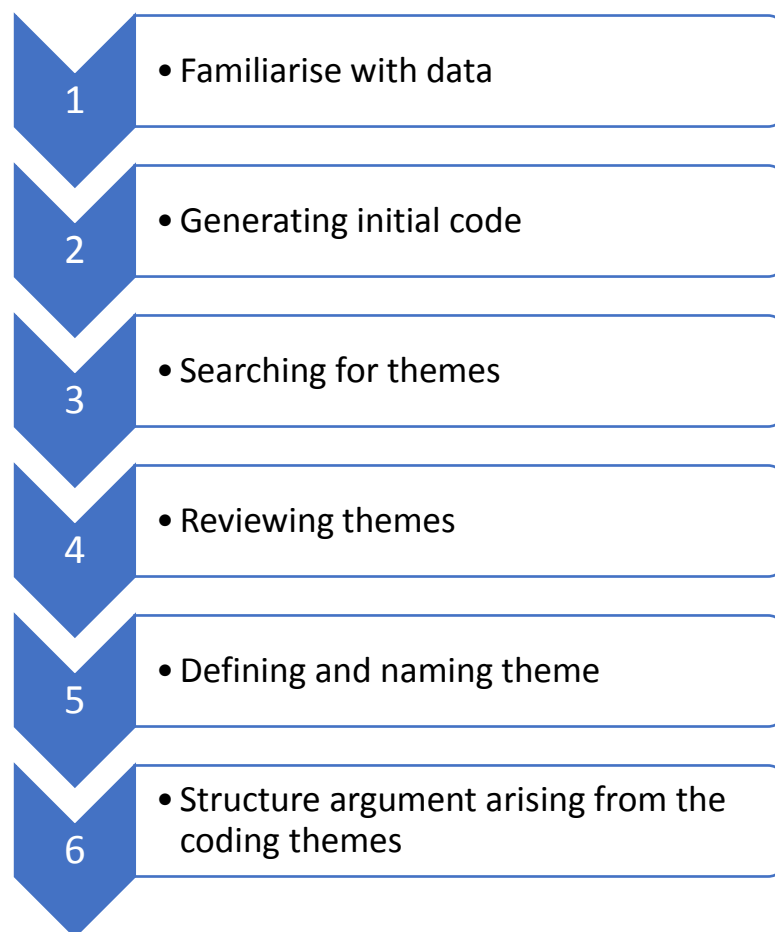 1
• Familiarise with data
2
• Generating initial code
3
• Searching for themes
4
• Reviewing themes
5
• Defining and naming theme
6
• Structure argument arising from the
coding themes